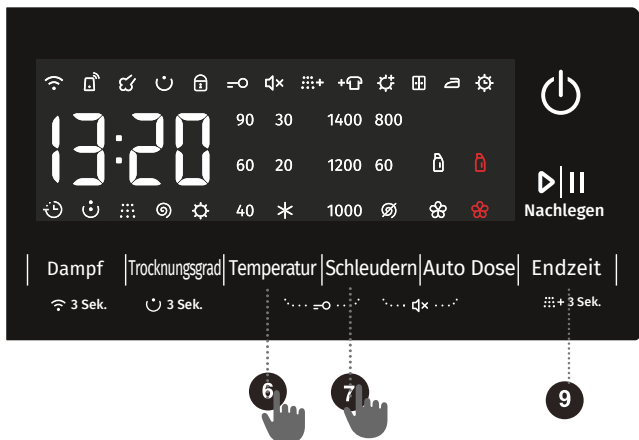 13:20
90 30 1400 800
60 20 1200 60
40 1000
Nachlegen
Dampf Trocknungsgrad Temperatur Schleudern Auto Dose Endzeit
3 Sek. 3 Sek. + 3 Sek.
6 7 9